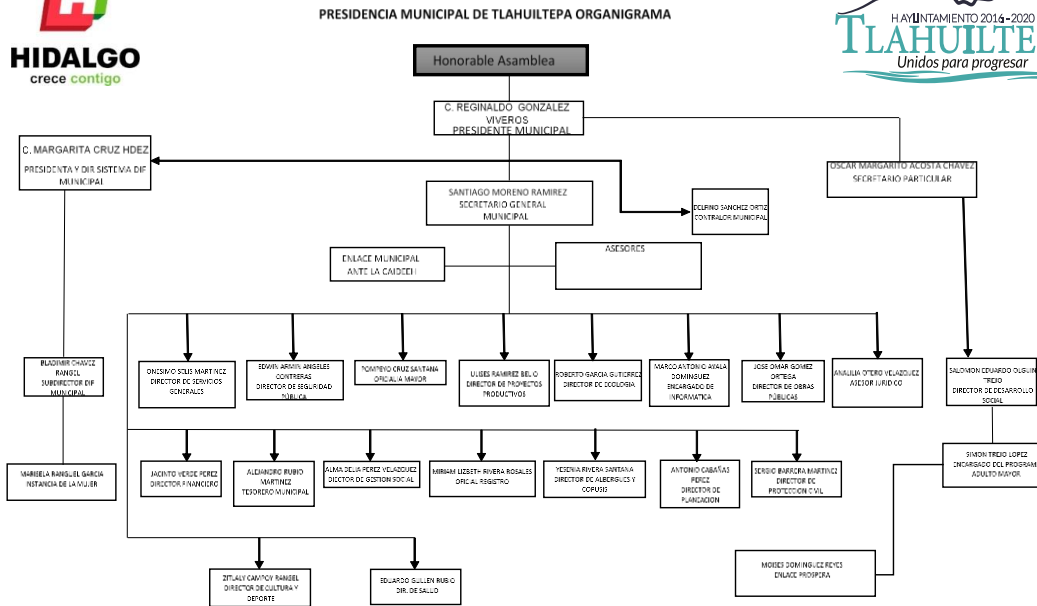 PRESIDENCIA MUNICIPAL DE TLAHUILTEPA ORGANIGRAMA
HIDALGO
crece contigo
H.AYUNTAMIENTO 2016-2020
TLAHUILTE
Unidos para progresar
Honorable Asamblea
C. REGINALDO GONZALEZ
VIVEROS
PRESIDENTE MUNICIPAL
C. MARGARITA CRUZ HDEZ
PRESIDENTA Y DIR SISTEMA DIF
MUNICIPAL
OSCAR MARGARITO ACOSTA CHAVEZ
SECRETARIO PARTICULAR
SANTIAGO MORENO RAMIREZ
SECRETARIO GENERAL
MUNICIPAL
DELFINO SANCHEZ ORTIZ
CONTRALOR MUNICIPAL
ENLACE MUNICIPAL
ANTE LA
ASESORES
BLADIMIR CHAVEZ
RANGEL
SUBDIRECTOR DIF
MUNICIPAL
ONESIMO SOLIS MARTINEZ
DIRECTOR DE SERVICIOS
GENERALES
EDWIN ARMIN ANGELES
CONTRERAS
DIRECTOR DE SEGURIDAD
PÚBLICA
POMPEYO CRUZ SANTANA
OFICIALIA MAYOR
ULISES RAMIREZ
DIRECTOR DE PROYECTOS
PRODUCTIVOS
ROBERTO GARCIA GUTIERREZ
DIRECTOR DE ECOLOGIA
MARCO ANTONIO AYALA
DOMINGUEZ
ENCARGADO DE
INFORMATICA
JOSE OMAR GOMEZ
ORTEGA
DIRECTOR DE OBRAS
PÚBLICAS
ANALILIA OTERO VELAZQUEZ
ASESOR JURIDICO
SALOMON EDUARDO OLGUIN
TREJO
DIRECTOR DE DESARROLLO
SOCIAL
MARISELA RANGUEL GARCIA
INSTANCIA DE LA MUJER
JACINTO VERDE PEREZ
DIRECTOR FINANCIERO
ALEJANDRO RUBIO
MARTINEZ
TESORERO MUNICIPAL
ALMA DELIA PEREZ VELAZQUEZ
DIECTOR DE GESTION SOCIAL
MIRIAM LIZBETH RIVERA ROSALES
OFICIAL REGISTRO
YESENIA RIVERA SANTANA
DIRECTOR DE ALBERGUES Y
COPUSIS
ANTONIO CABAÑAS
PEREZ
DIRECTOR DE
PLANEACION
SERGIO BARRERA MARTINEZ
DIRECTOR DE
PROTECCION CIVIL
SIMON TREJO LOPEZ
ENCARGADO DEL PROGRAM
ADULTO MAYOR
ZITLALY CAMPOY RANGEL
DIRECTOR DE CULTURA Y
DEPORTE
EDUARDO GUILLEN RUBIO
DIR. DE
MOISES DOMINGUEZ REYES
ENLACE PROSPERA